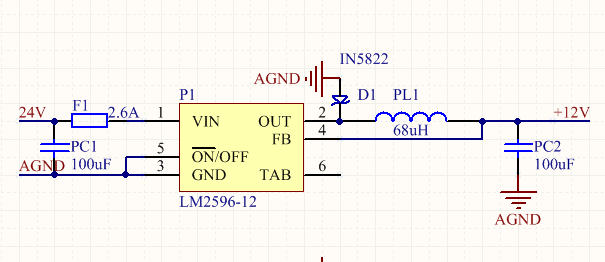 IN5822
AGND
D1
PL1
P1
24V
F1
2.6A
1
VIN
OUT
2
+12V
FB
4
68uH
PC1
100uF
5
ON/OFF
PC2
100uF
AGND
3
GND
TAB
6
LM2596-12
AGND